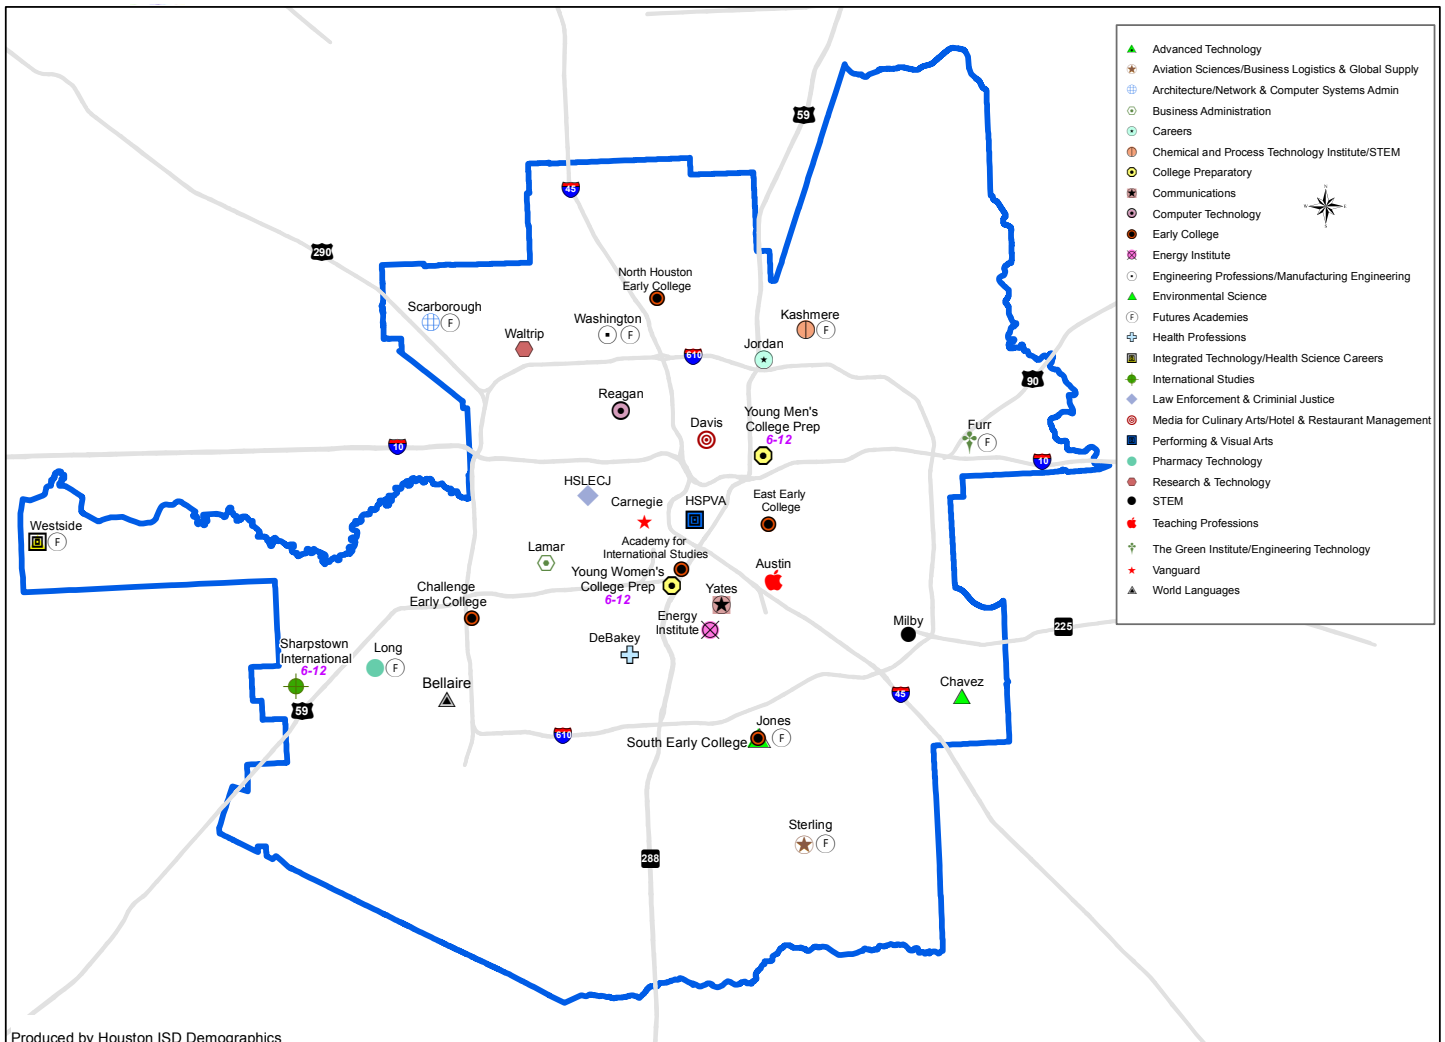 Advanced Technology
Aviation Sciences/Business Logistics & Global Supply
Architecture/Network & Computer Systems Admin
Business Administration
Careers
Chemical and Process Technology Institute/STEM
College Preparatory
Communications
Computer Technology
Early College
Energy Institute
Engineering Professions/Manufacturing Engineering
Environmental Science
F Futures Academies
Health Professions
Integrated Technology/Health Science Careers
International Studies
Law Enforcement & Criminial Justice
Media for Culinary Arts/Hotel & Restaurant Management
Performing & Visual Arts
Pharmacy Technology
Research & Technology
STEM
Teaching Professions
The Green Institute/Engineering Technology
Vanguard
World Languages
N
W E
S
59
45
290
North Houston
Early College
Scarborough
F
Waltrip
Washington
F
Kashmere
F
610
Jordan
90
Reagan
Davis
Young Men's
College Prep
6-12
Furr
F
10
10
HSLECJ
Carnegie
HSPVA
East Early
College
Westside
F
Lamar
Academy for
International Studies
Young Women's
College Prep
6-12
Austin
Challenge
Early College
Yates
Energy
Institute
Milby
225
DeBakey
Sharpstown
International
6-12
Long
F
Bellaire
Chavez
59
45
610
Jones
F
South Early College
Sterling
F
288
Produced by Houston ISD Demographics